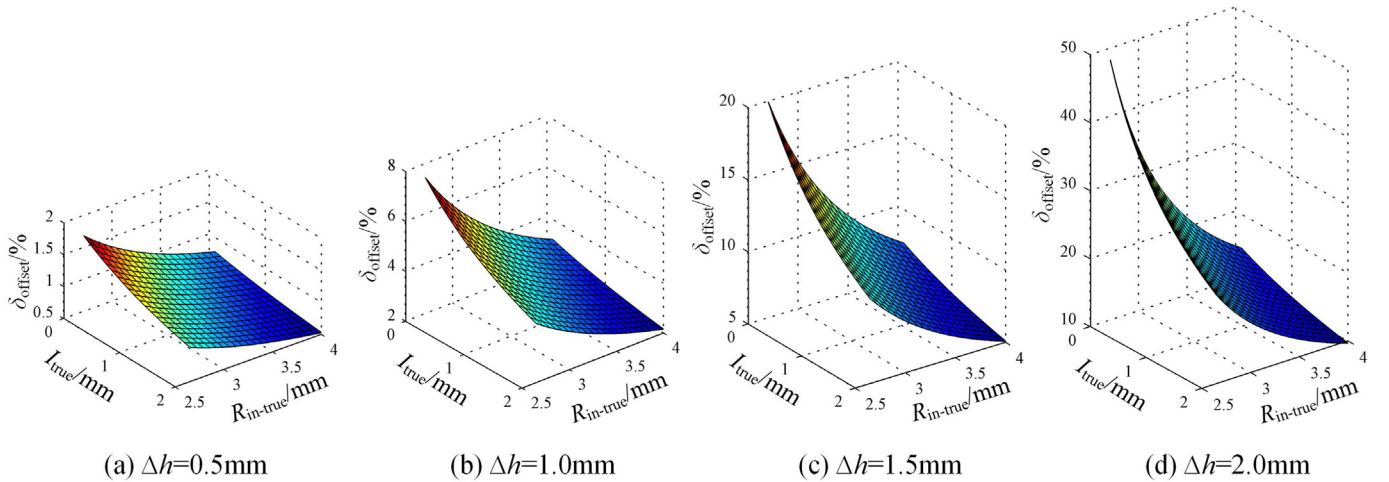 2
1.5
1
0.5
0
1
2
2.5
3
3.5
4
δoffset/%
Itrue/mm
Rin-true/mm
(a) Δh=0.5mm
8
6
4
2
0
1
2
2.5
3
3.5
4
δoffset/%
Itrue/mm
Rin-true/mm
(b) Δh=1.0mm
20
15
10
5
0
1
2
2.5
3
3.5
4
δoffset/%
Itrue/mm
Rin-true/mm
(c) Δh=1.5mm
50
40
30
20
10
0
1
2
2.5
3
3.5
4
δoffset/%
Itrue/mm
Rin-true/mm
(d) Δh=2.0mm